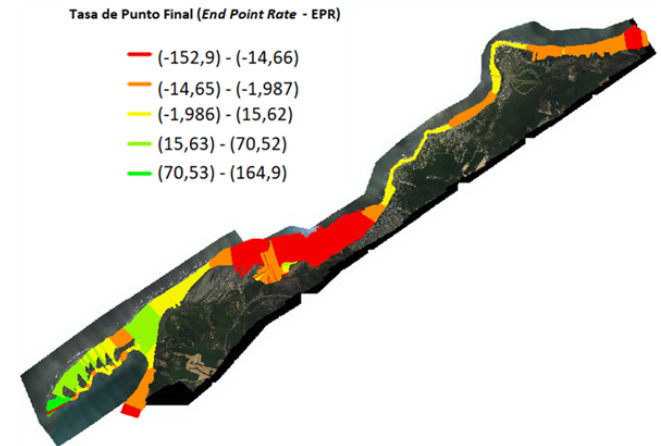 Tasa de Punto Final (End Point Rate - EPR)
(-152,9) - (-14,66)
(-14,65) - (-1,987)
(-1,986) - (15,62)
(15,63) - (70,52)
(70,53) - (164,9)